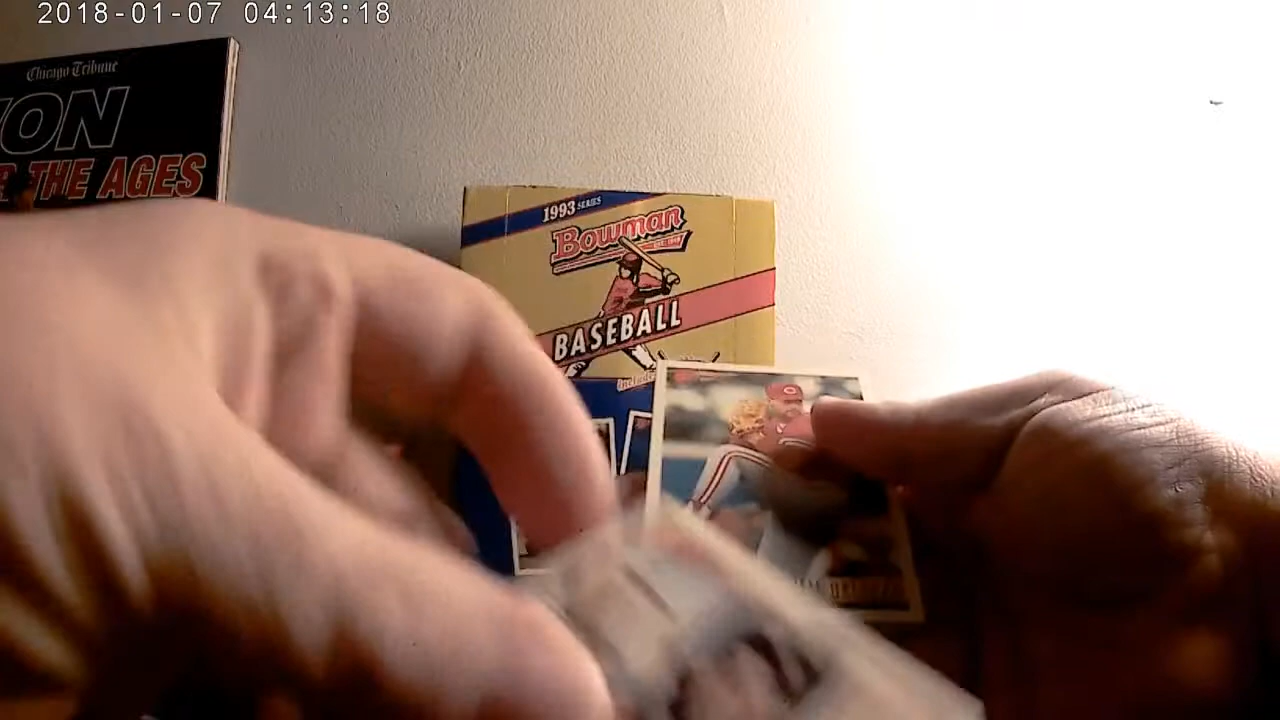 2018-01-07 04:13:18
Chicago Tribune
ON
THE AGES
1993 SERIES
Bowman
BASEBALL